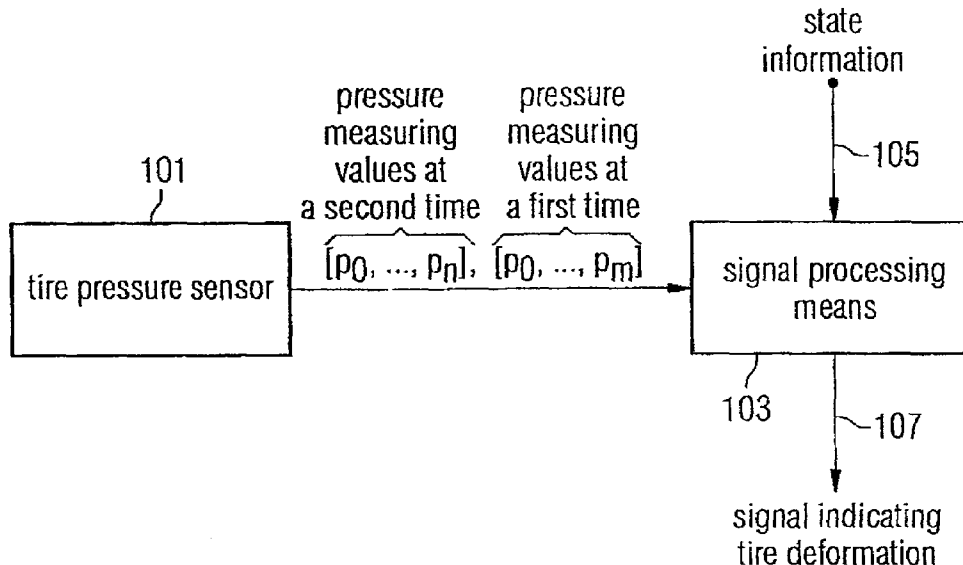 state
information
105
pressure
measuring
values at
a second time
pressure
measuring
values at
a first time
101
tire pressure sensor
[p0, ..., pn], [p0, ..., pm]
signal processing
means
103
107
signal indicating
tire deformation